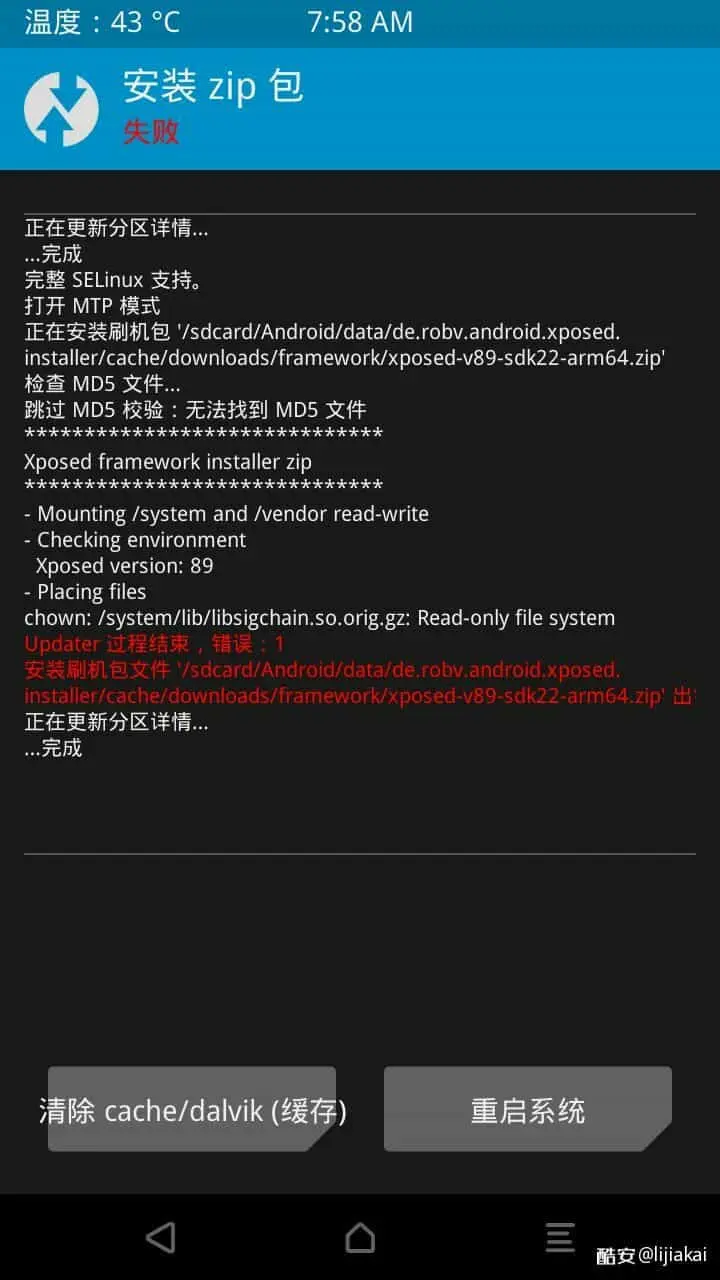 温度：43 °C
7:58 AM
安装 zip 包
失败
正在更新分区详情...
...完成
完整 SELinux 支持。
打开 MTP 模式
正在安装刷机包 '/sdcard/Android/data/de.robv.android.xposed.
installer/cache/downloads/framework/xposed-v89-sdk22-arm64.zip'
检查 MD5 文件...
跳过 MD5 校验：无法找到 MD5 文件
******************************
Xposed framework installer zip
******************************
- Mounting /system and /vendor read-write
- Checking environment
Xposed version: 89
- Placing files
chown: /system/lib/libsigchain.so.orig.gz: Read-only file system
Updater 过程结束，错误：1
安装刷机包文件 '/sdcard/Android/data/de.robv.android.xposed.
installer/cache/downloads/framework/xposed-v89-sdk22-arm64.zip' 出
正在更新分区详情...
...完成
清除 cache/dalvik (缓存)
重启系统
酷安@lijiakai